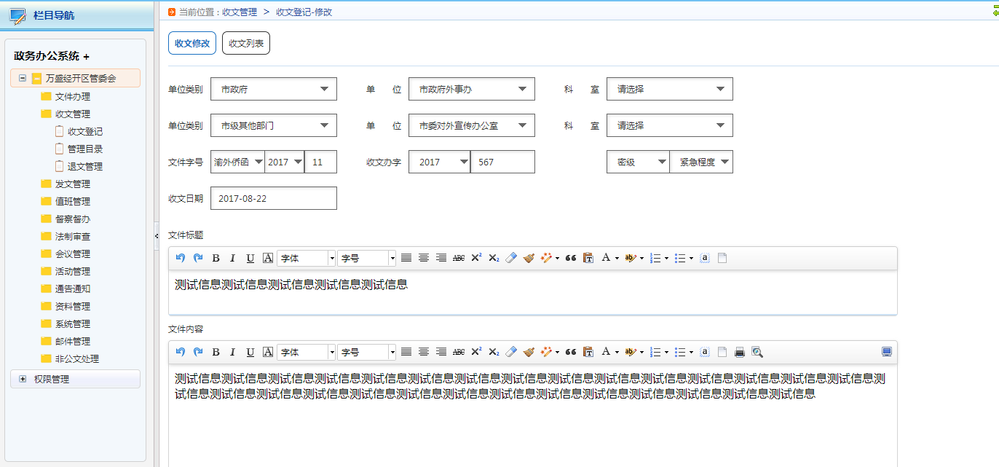 栏目导航
政务办公系统 +
万盛经开区管委会
文件办理
收文管理
收文登记
管理目录
退文管理
发文管理
值班管理
督察督办
法制审查
会议管理
活动管理
通告通知
资料管理
系统管理
邮件管理
非公文处理
权限管理
当前位置：收文管理 > 收文登记-修改
收文修改 收文列表
单位类别 市政府 单 位 市政府外事办 科 室 请选择
单位类别 市级其他部门 单 位 市委对外宣传办公室 科 室 请选择
文件字号 渝外侨函 2017 11 收文办字 2017 567 密级 紧急程度
收文日期 2017-08-22
文件标题
B I U A 字体 字号 ABC X² X₂ A ab a
测试信息测试信息测试信息测试信息测试信息
文件内容
B I U A 字体 字号 ABC X² X₂ A ab a
测试信息测试信息测试信息测试信息测试信息测试信息测试信息测试信息测试信息测试信息测试信息测试信息测试信息测试信息测试信息测
试信息测试信息测试信息测试信息测试信息测试信息测试信息测试信息测试信息测试信息测试信息测试信息测试信息测试信息